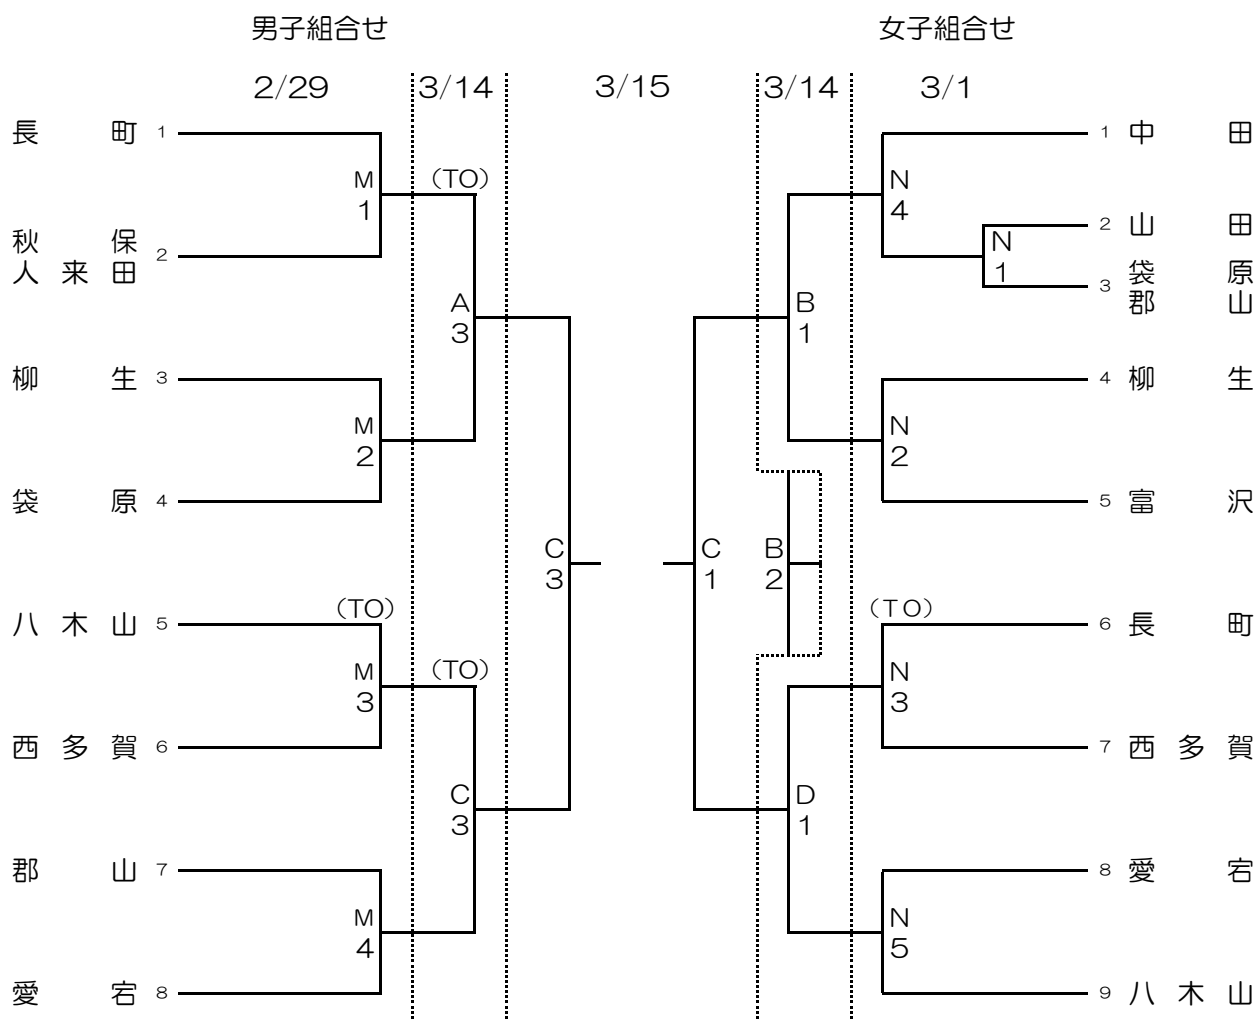 男子組合せ 女子組合せ
2/29 3/14 3/15 3/14 3/1
長町 1
秋保
人来田 2
柳生 3
袋原 4
八木山 5
西多賀 6
郡山 7
愛宕 8
M
1
M
2
(TO)
M
3
M
4
(TO)
A
3
(TO)
C
3
C
3
C
1
B
1
B
2
D
1
N
4
N
1
N
2
(TO)
N
3
N
5
1 中田
2 山田
3 袋原
郡山
4 柳生
5 富沢
6 長町
7 西多賀
8 愛宕
9 八木山